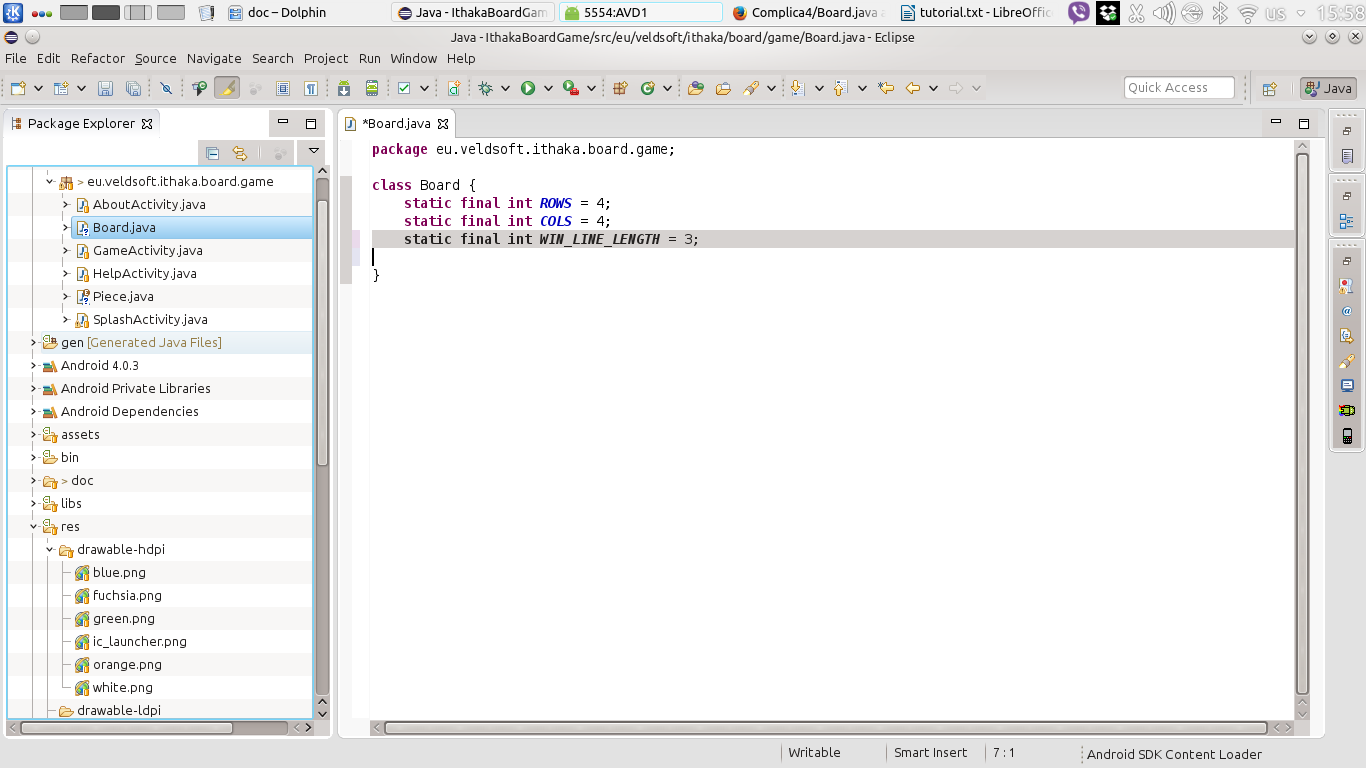 doc – Dolphin
Java - IthakaBoardGam
5554:AVD1
Complica4/Board.java a
tutorial.txt - LibreOffic
us
15:58
Java - IthakaBoardGame/src/eu/veldsoft/ithaka/board/game/Board.java - Eclipse
File Edit Refactor Source Navigate Search Project Run Window Help
Quick Access
Java
Package Explorer
*Board.java
> eu.veldsoft.ithaka.board.game
AboutActivity.java
Board.java
GameActivity.java
HelpActivity.java
Piece.java
SplashActivity.java
gen [Generated Java Files]
Android 4.0.3
Android Private Libraries
Android Dependencies
assets
bin
> doc
libs
res
drawable-hdpi
blue.png
fuchsia.png
green.png
ic_launcher.png
orange.png
white.png
drawable-ldpi
package eu.veldsoft.ithaka.board.game;
class Board {
static final int ROWS = 4;
static final int COLS = 4;
static final int WIN_LINE_LENGTH = 3;
}
Writable
Smart Insert
7 : 1
Android SDK Content Loader